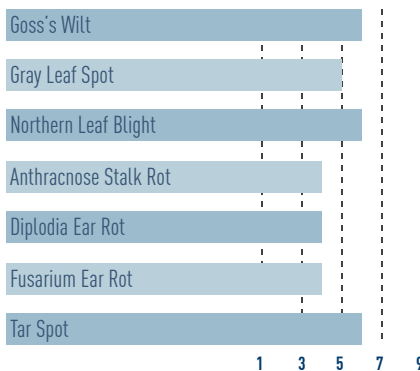 Goss's Wilt
Gray Leaf Spot
Northern Leaf Blight
Anthracnose Stalk Rot
Diplodia Ear Rot
Fusarium Ear Rot
Tar Spot
1 3 5 7 9